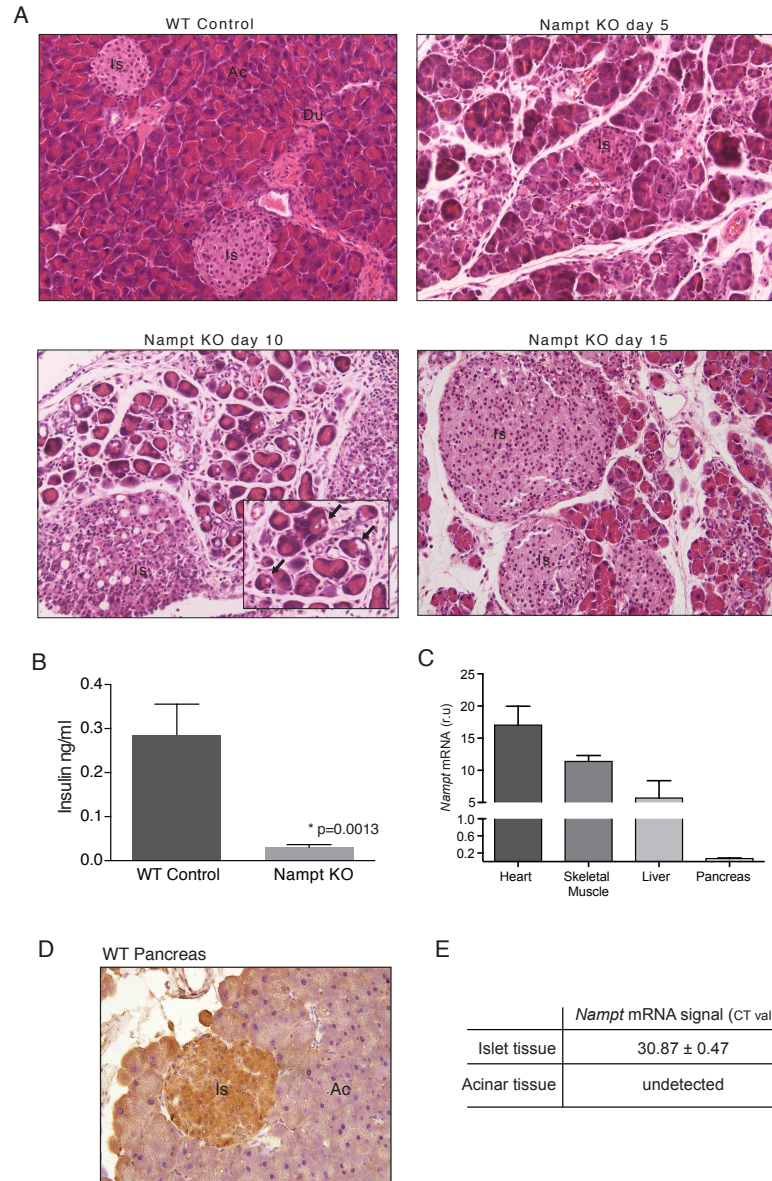 A
WT Control
Nampt KO day 5
Is
Ac
Du
Is
Is
Nampt KO day 10
Nampt KO day 15
Is
Is
Is
B
Insulin ng/ml
0.4
0.3
0.2
0.1
0.0
* p=0.0013
WT Control
Nampt KO
C
Nampt mRNA (r.u)
25
20
15
10
5
1.0
0.6
0.2
Heart
Skeletal
Muscle
Liver
Pancreas
D
WT Pancreas
Is
Ac
E
Nampt mRNA signal (CT val
Islet tissue
30.87 ± 0.47
Acinar tissue
undetected